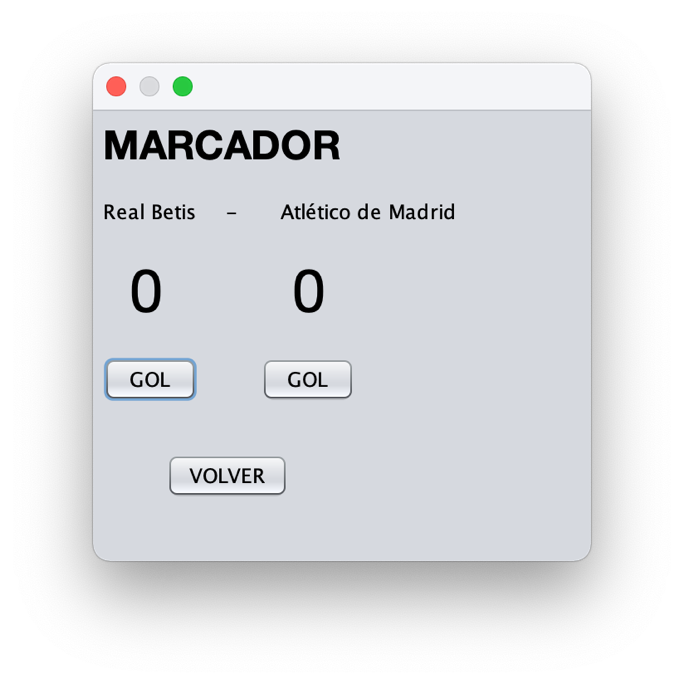 MARCADOR
Real Betis - Atlético de Madrid
0 0
GOL GOL
VOLVER